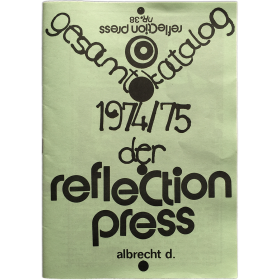 reflection press
nr. 38
gesamtkatalog
1974/75
der
reflection
press
albrecht d.